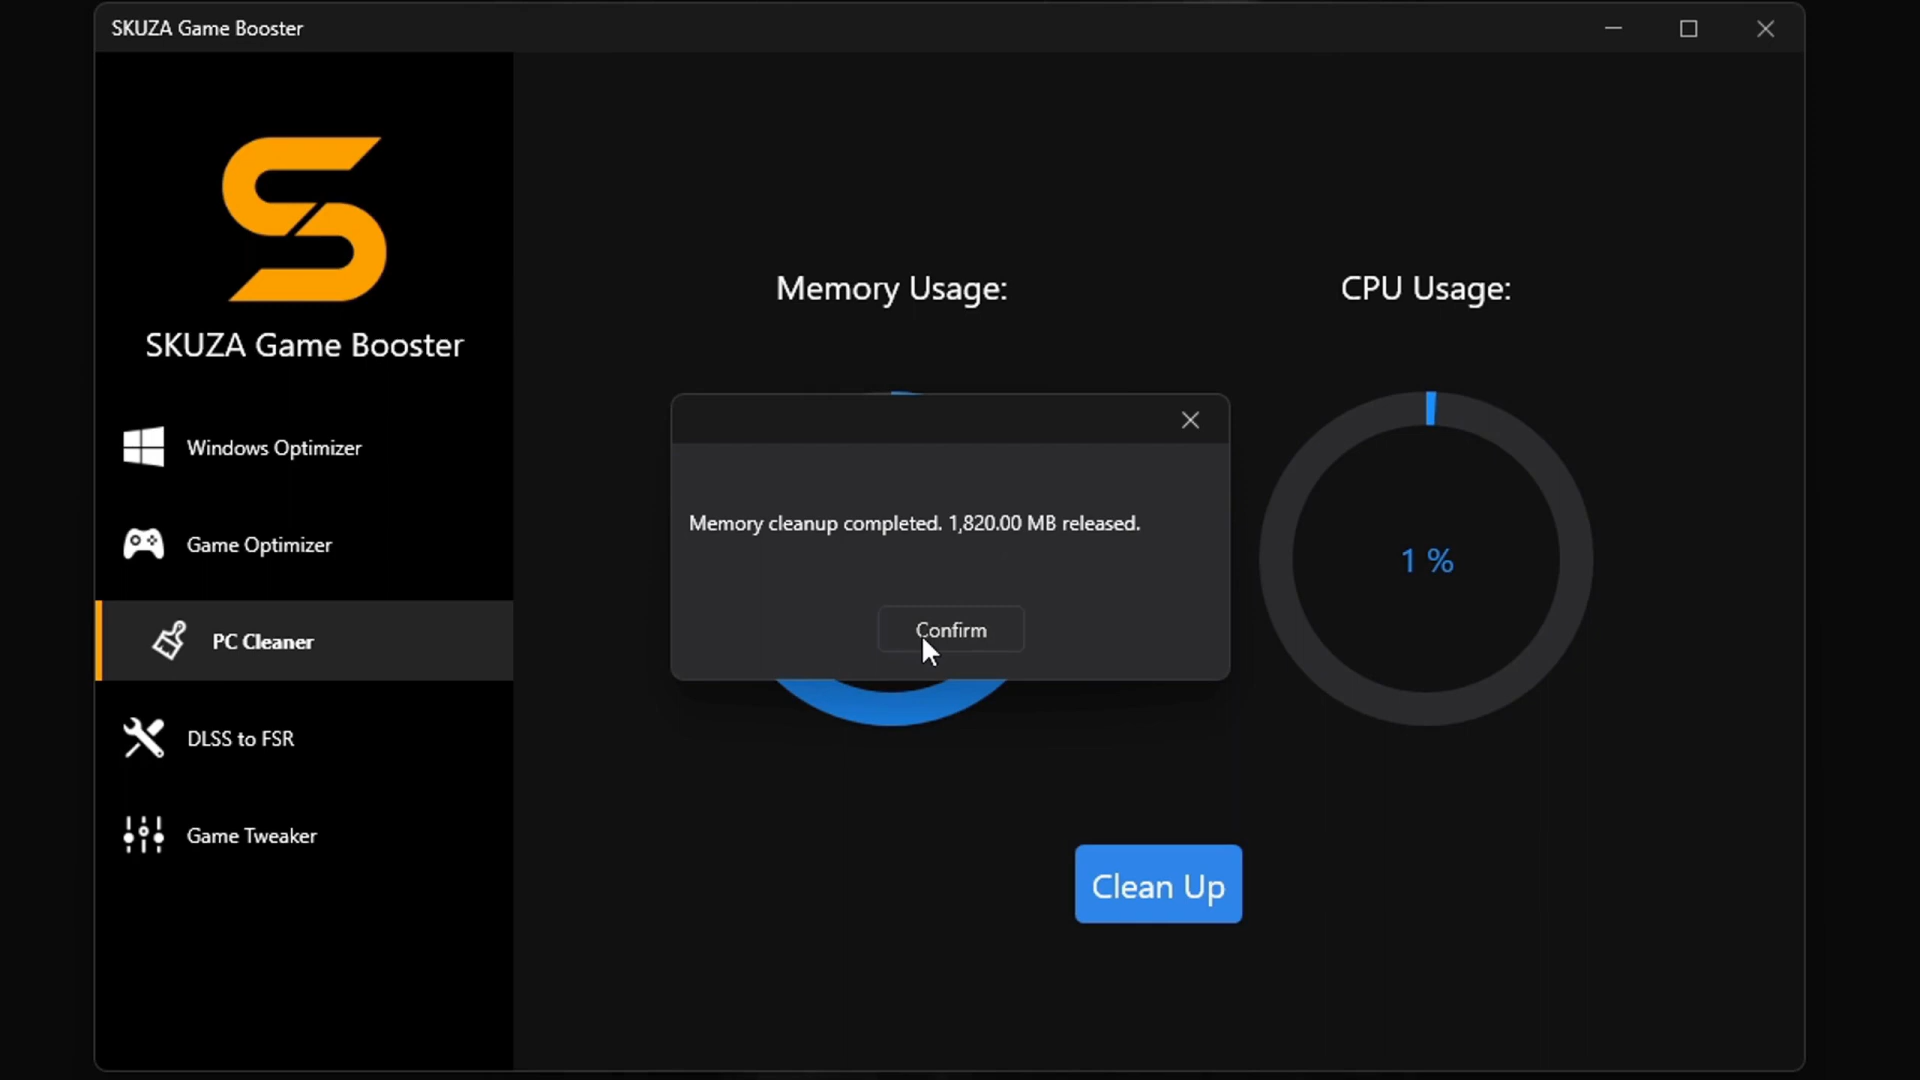 SKUZA Game Booster
SKUZA Game Booster
Windows Optimizer
Game Optimizer
PC Cleaner
DLSS to FSR
Game Tweaker
Memory Usage:
CPU Usage:
Memory cleanup completed. 1,820.00 MB released.
Confirm
1 %
Clean Up